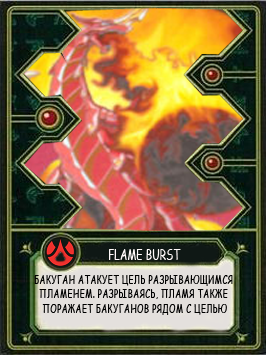 FLAME BURST
БАКУГАН АТАКУЕТ ЦЕЛЬ РАЗРЫВАЮЩИМСЯ
ПЛАМЕНЕМ. РАЗРЫВАЯСЬ, ПЛАМЯ ТАКЖЕ
ПОРАЖАЕТ БАКУГАНОВ РЯДОМ С ЦЕЛЬЮ